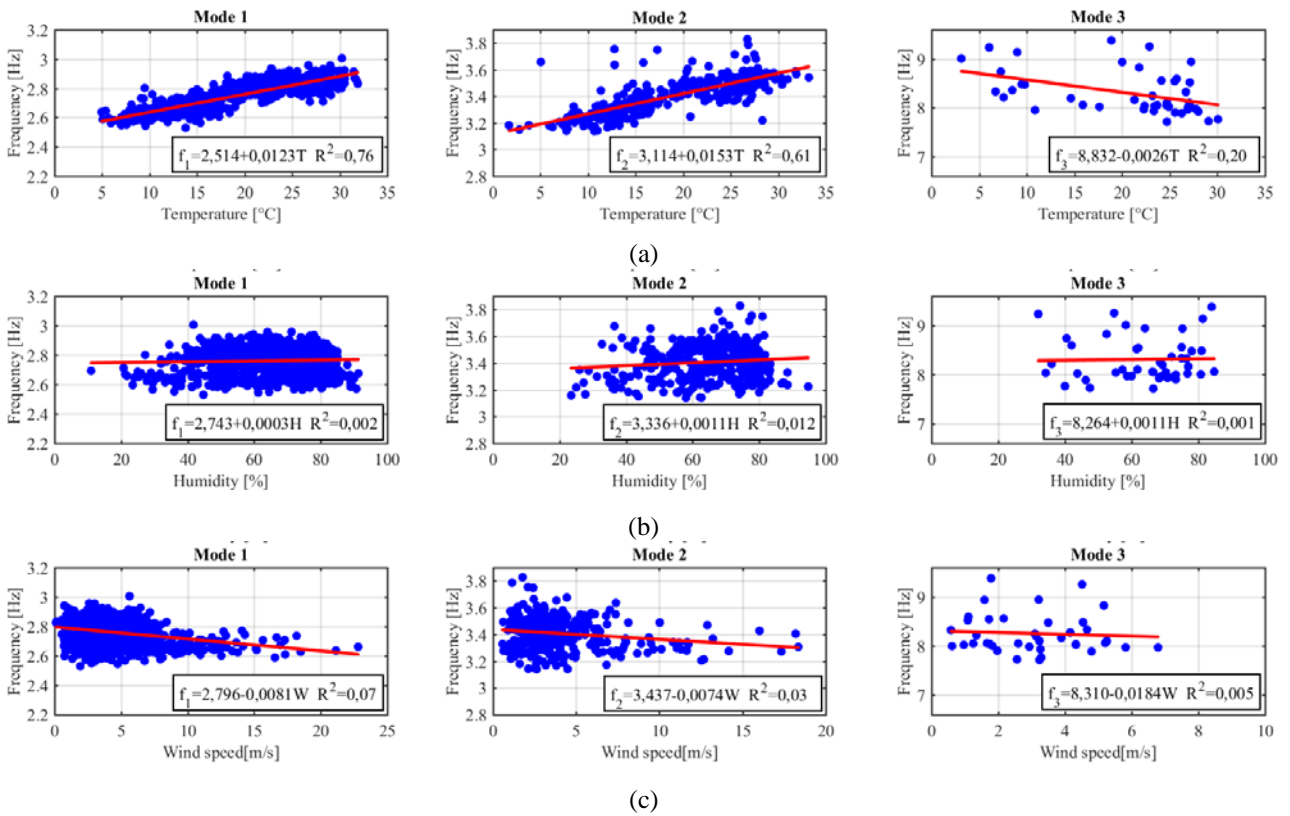 Mode 1
Mode 2
Mode 3
3.2
3
2.8
2.6
2.4
2.2
Frequency [Hz]
f1=2,514+0,0123T R2=0,76
0 5 10 15 20 25 30 35
Temperature [°C]
3.8
3.6
3.4
3.2
3
2.8
Frequency [Hz]
f2=3,114+0,0153T R2=0,61
0 5 10 15 20 25 30 35
Temperature [°C]
9
8
7
Frequency [Hz]
f3=8,832-0,0026T R2=0,20
0 5 10 15 20 25 30 35
Temperature [°C]
(a)
Mode 1
Mode 2
Mode 3
3.2
3
2.8
2.6
2.4
2.2
Frequency [Hz]
f1=2,743+0,0003H R2=0,002
0 20 40 60 80 100
Humidity [%]
3.8
3.6
3.4
3.2
3
2.8
Frequency [Hz]
f2=3,336+0,0011H R2=0,012
0 20 40 60 80 100
Humidity [%]
9
8
7
Frequency [Hz]
f3=8,264+0,0011H R2=0,001
0 20 40 60 80 100
Humidity [%]
(b)
Mode 1
Mode 2
Mode 3
3.2
3
2.8
2.6
2.4
2.2
Frequency [Hz]
f1=2,796-0,0081W R2=0,07
0 5 10 15 20 25
Wind speed[m/s]
3.8
3.6
3.4
3.2
3
2.8
Frequency [Hz]
f2=3,437-0,0074W R2=0,03
0 5 10 15 20
Wind speed[m/s]
9
8
7
Frequency [Hz]
f3=8,310-0,0184W R2=0,005
0 2 4 6 8 10
Wind speed[m/s]
(c)